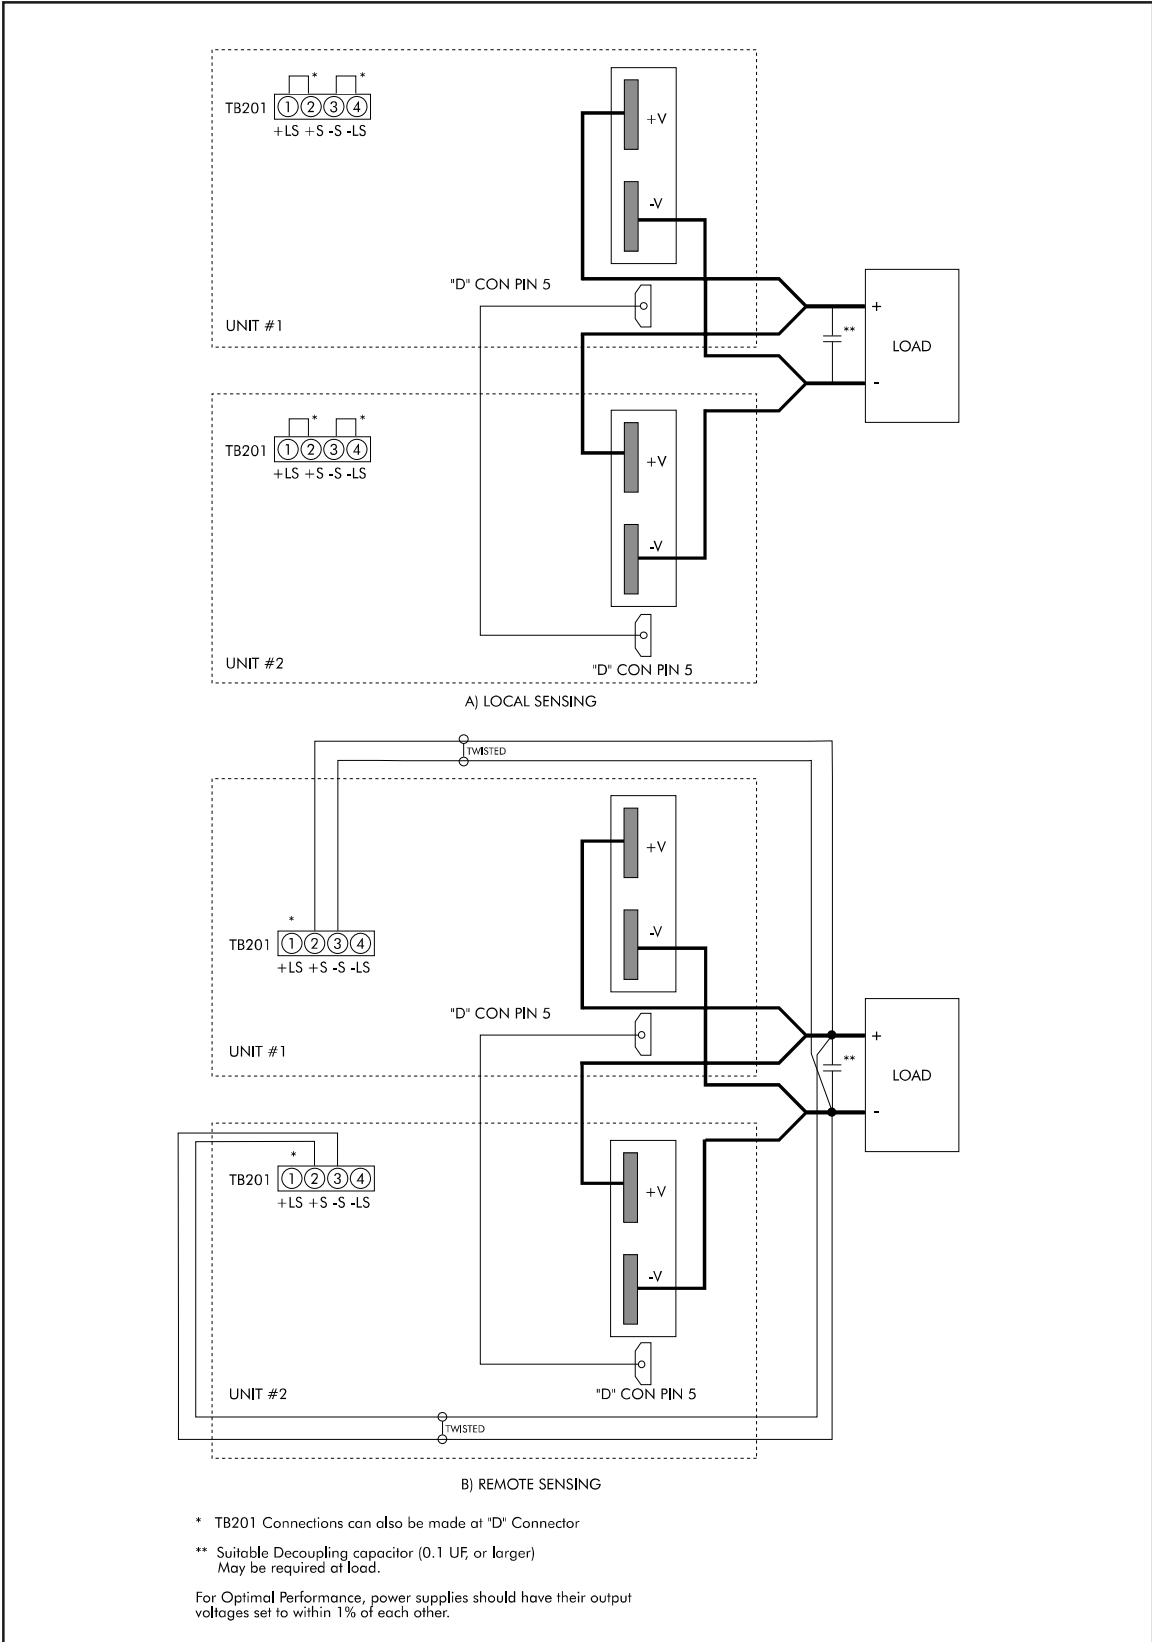 * *
TB201 1 2 3 4
+LS +S -S -LS
+V
-V
"D" CON PIN 5
UNIT #1
+
**
LOAD
-
* *
TB201 1 2 3 4
+LS +S -S -LS
+V
-V
UNIT #2
"D" CON PIN 5
A) LOCAL SENSING
TWISTED
+V
*
-V
TB201 1 2 3 4
+LS +S -S -LS
"D" CON PIN 5
UNIT #1
+
**
LOAD
-
*
TB201 1 2 3 4
+LS +S -S -LS
+V
-V
UNIT #2
"D" CON PIN 5
TWISTED
B) REMOTE SENSING
* TB201 Connections can also be made at "D" Connector
** Suitable Decoupling capacitor (0.1 UF, or larger)
May be required at load.
For Optimal Performance, power supplies should have their output
voltages set to within 1% of each other.